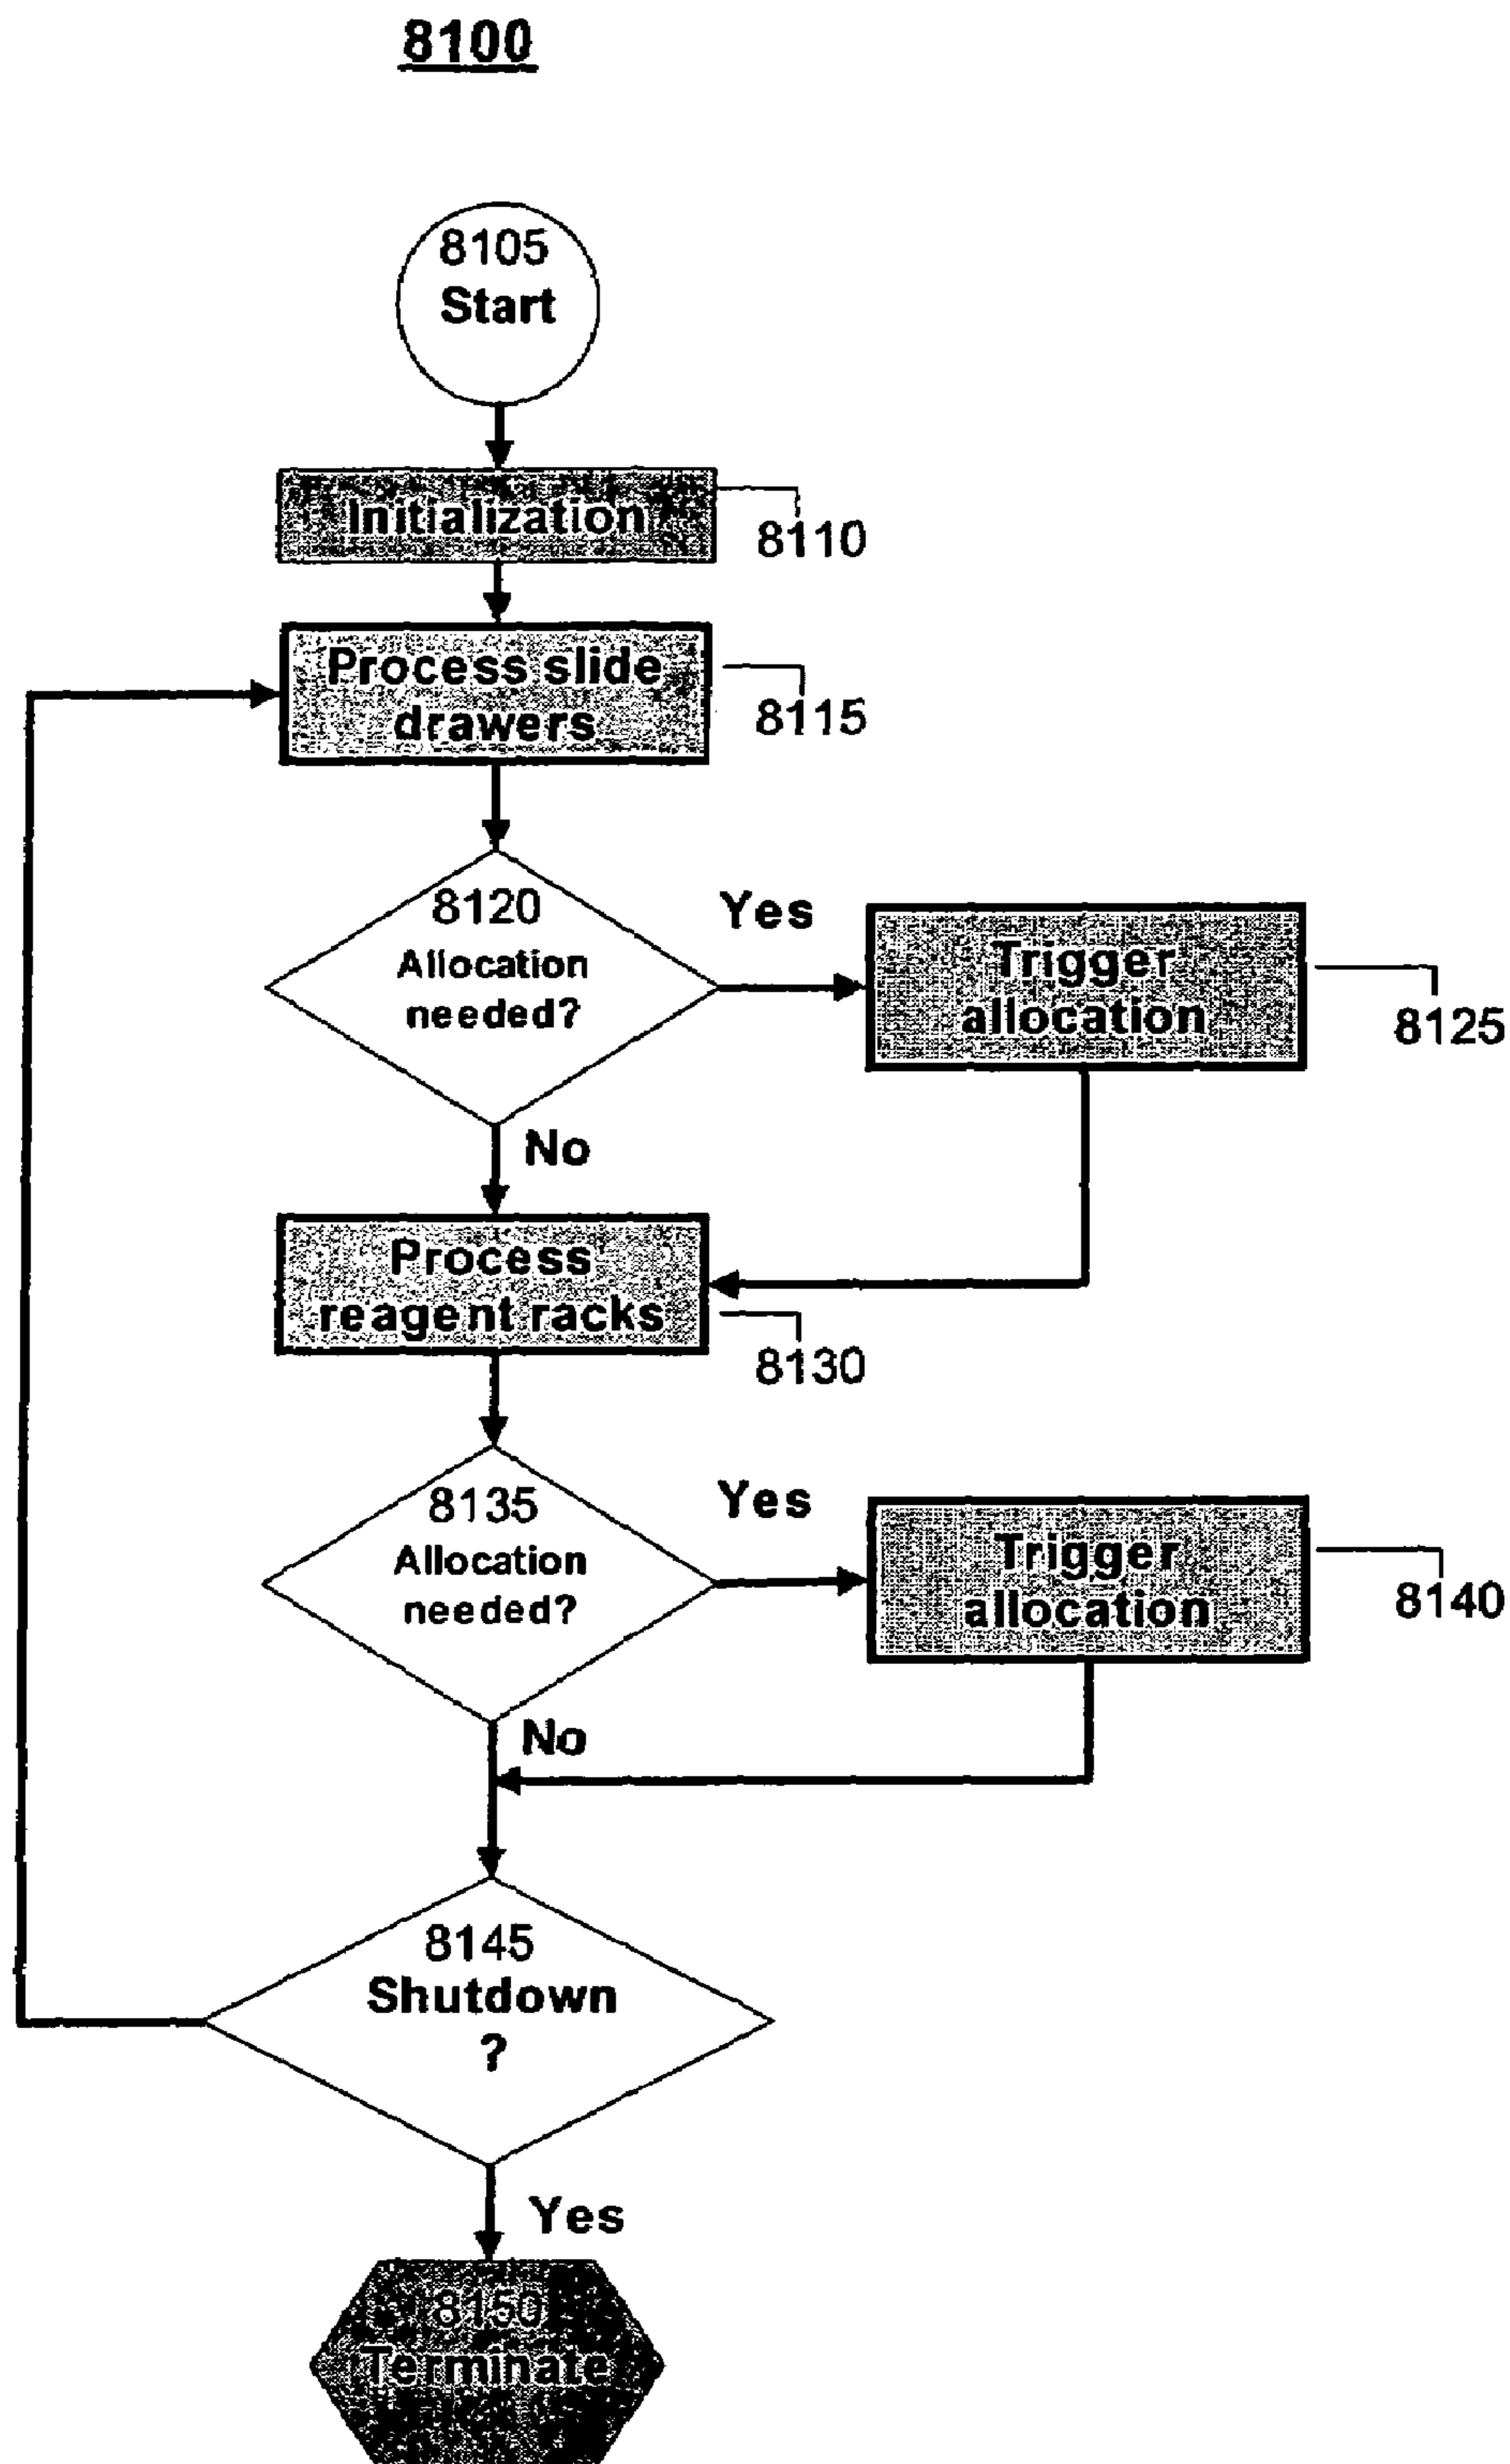 8100
8105
Start
Initialization
8110
Process slide
drawers
8115
8120
Allocation
needed?
Yes
Trigger
allocation
8125
No
Process
reagent racks
8130
8135
Allocation
needed?
Yes
Trigger
allocation
8140
No
8145
Shutdown
?
Yes
8150
Terminate